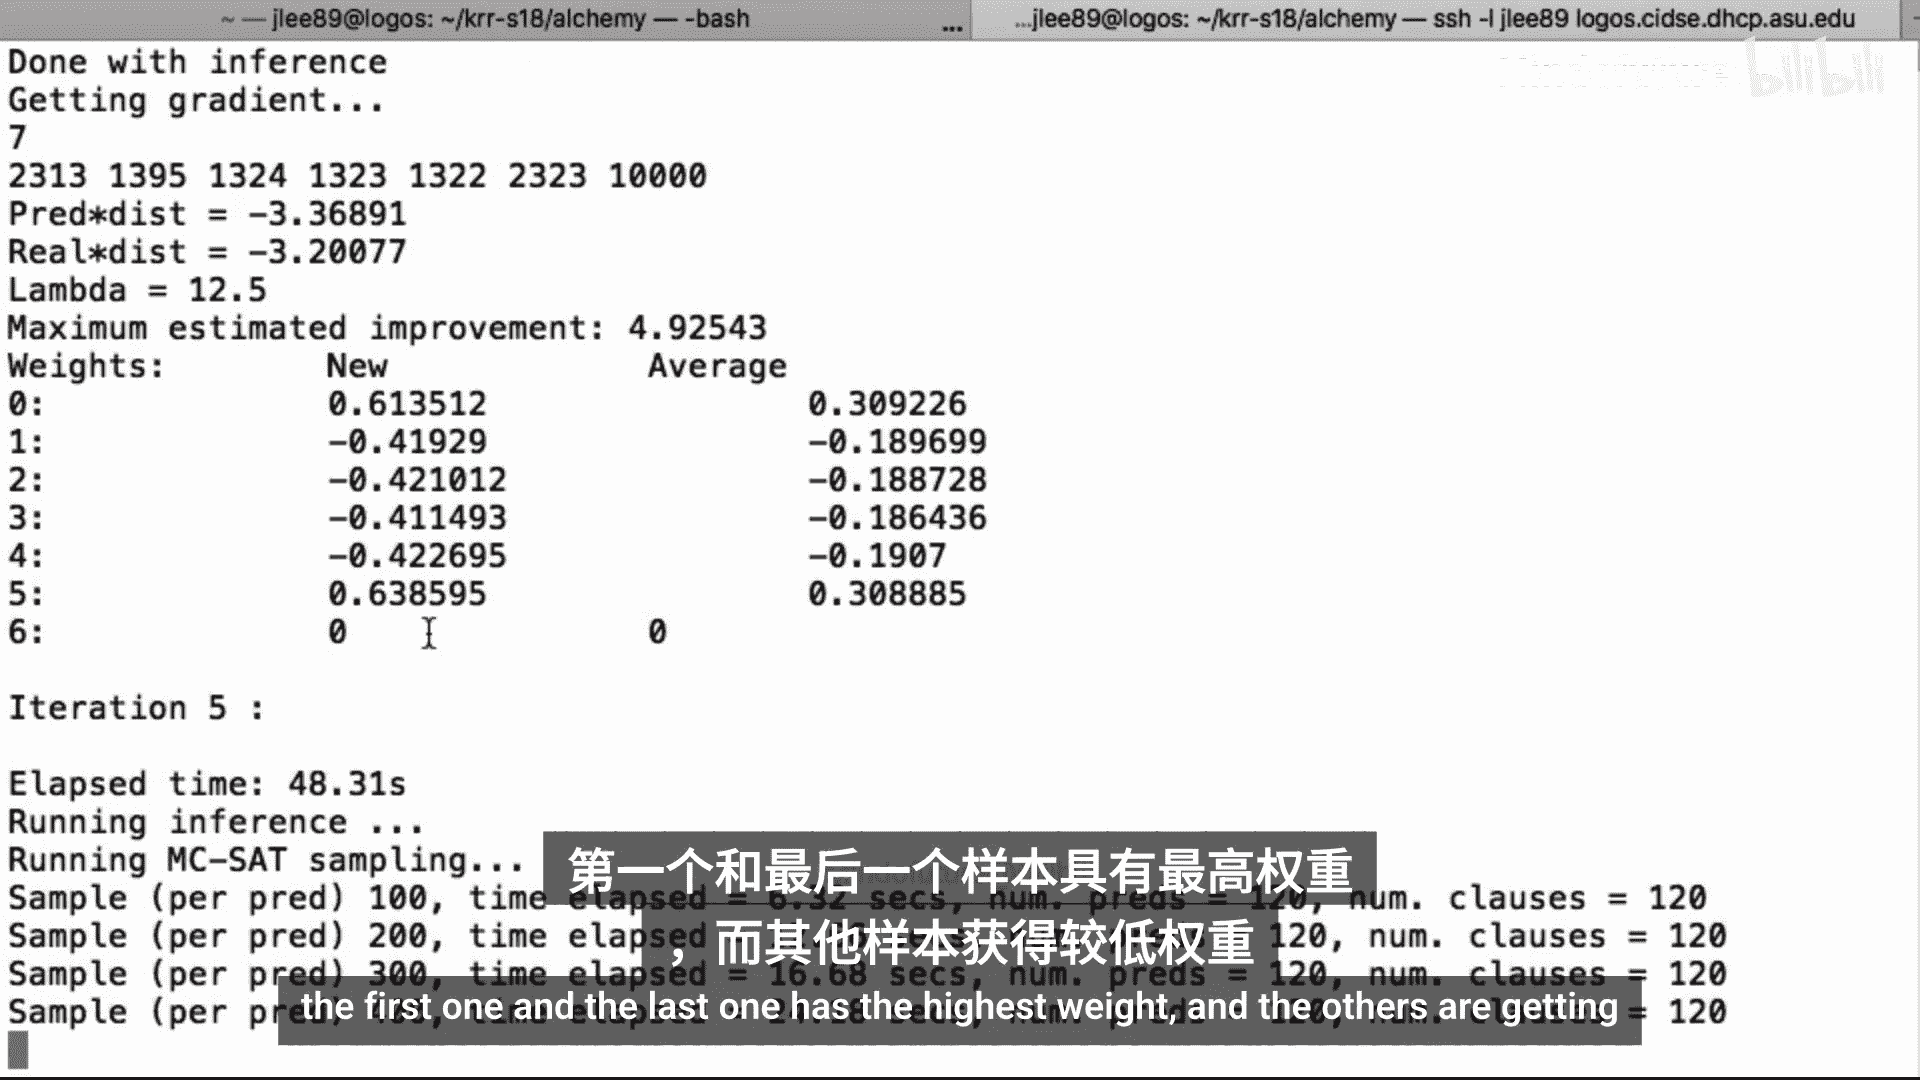 ~ — jlee89@logos: ~/krr-s18/alchemy — -bash
...
...jlee89@logos: ~/krr-s18/alchemy — ssh -l jlee89 logos.cidse.dhcp.asu.edu
bilibili
Done with inference
Getting gradient...
7
2313 1395 1324 1323 1322 2323 10000
Pred*dist = -3.36891
Real*dist = -3.20077
Lambda = 12.5
Maximum estimated improvement: 4.92543
Weights: New Average
0: 0.613512 0.309226
1: -0.41929 -0.189699
2: -0.421012 -0.188728
3: -0.411493 -0.186436
4: -0.422695 -0.1907
5: 0.638595 0.308885
6: 0 0
Iteration 5 :
Elapsed time: 48.31s
Running inference ...
Running MC-SAT sampling...
Sample (per pred) 100, time elapsed = 6.32 secs, num. preds = 120, num. clauses = 120
Sample (per pred) 200, time elapsed 120, num. clauses = 120
Sample (per pred) 300, time elapsed = 16.68 secs, num. preds = 120, num. clauses = 120
Sample (per = 120
第一个和最后一个样本具有最高权重
，而其他样本获得较低权重
the first one and the last one has the highest weight, and the others are getting